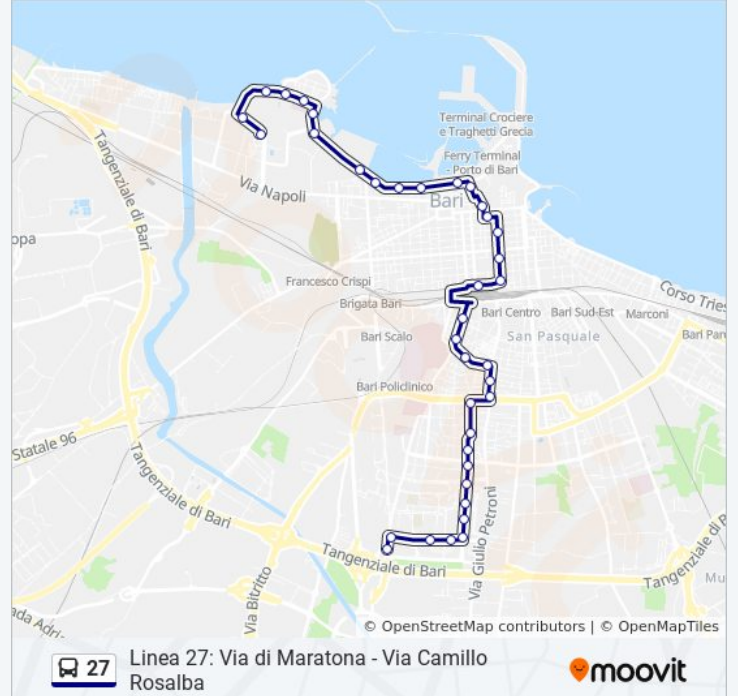 Terminal Crociere
e Traghetti Grecia
Ferry Terminal
- Porto di Bari
Tangenziale di Bari
Via Napoli
Bari
opa
Francesco Crispi
Corso Tries
Brigata Bari
Bari Centro
Bari Sud-Est
Marconi
Bari Scalo
San Pasquale
Bari Par
Bari Policlinico
Statale 96
Tangenziale di Bari
Via Giulio Petroni
Tangenziale di Bari
Tangenziale di B
Mu
Via Bitritto
ada Adri
© OpenStreetMap contributors | © OpenMapTiles
27
Linea 27: Via di Maratona - Via Camillo
Rosalba
moovit